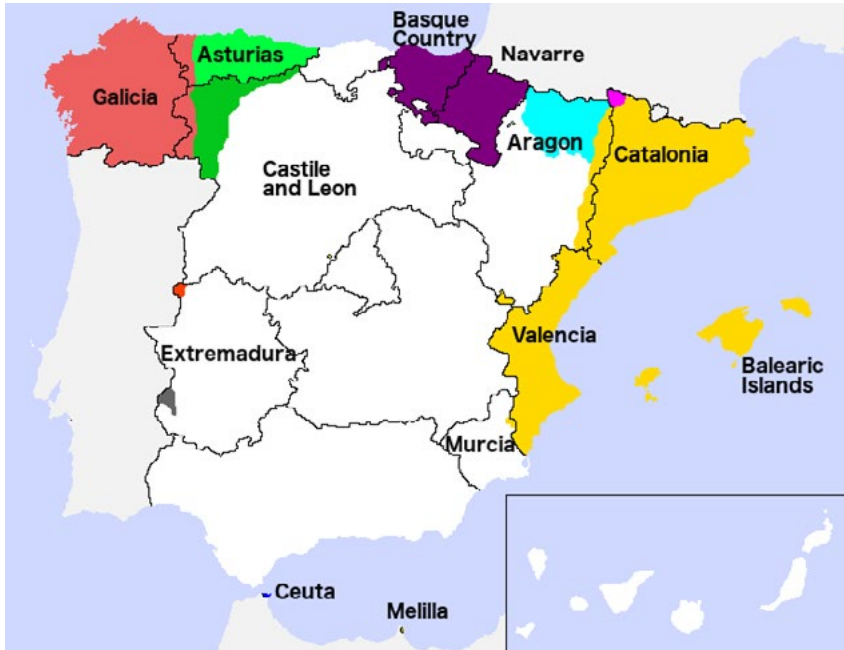 Basque
Country
Asturias
Navarre
Galicia
Aragon
Catalonia
Castile
and Leon
Valencia
Extremadura
Balearic
Islands
Murcia
Ceuta
Melilla